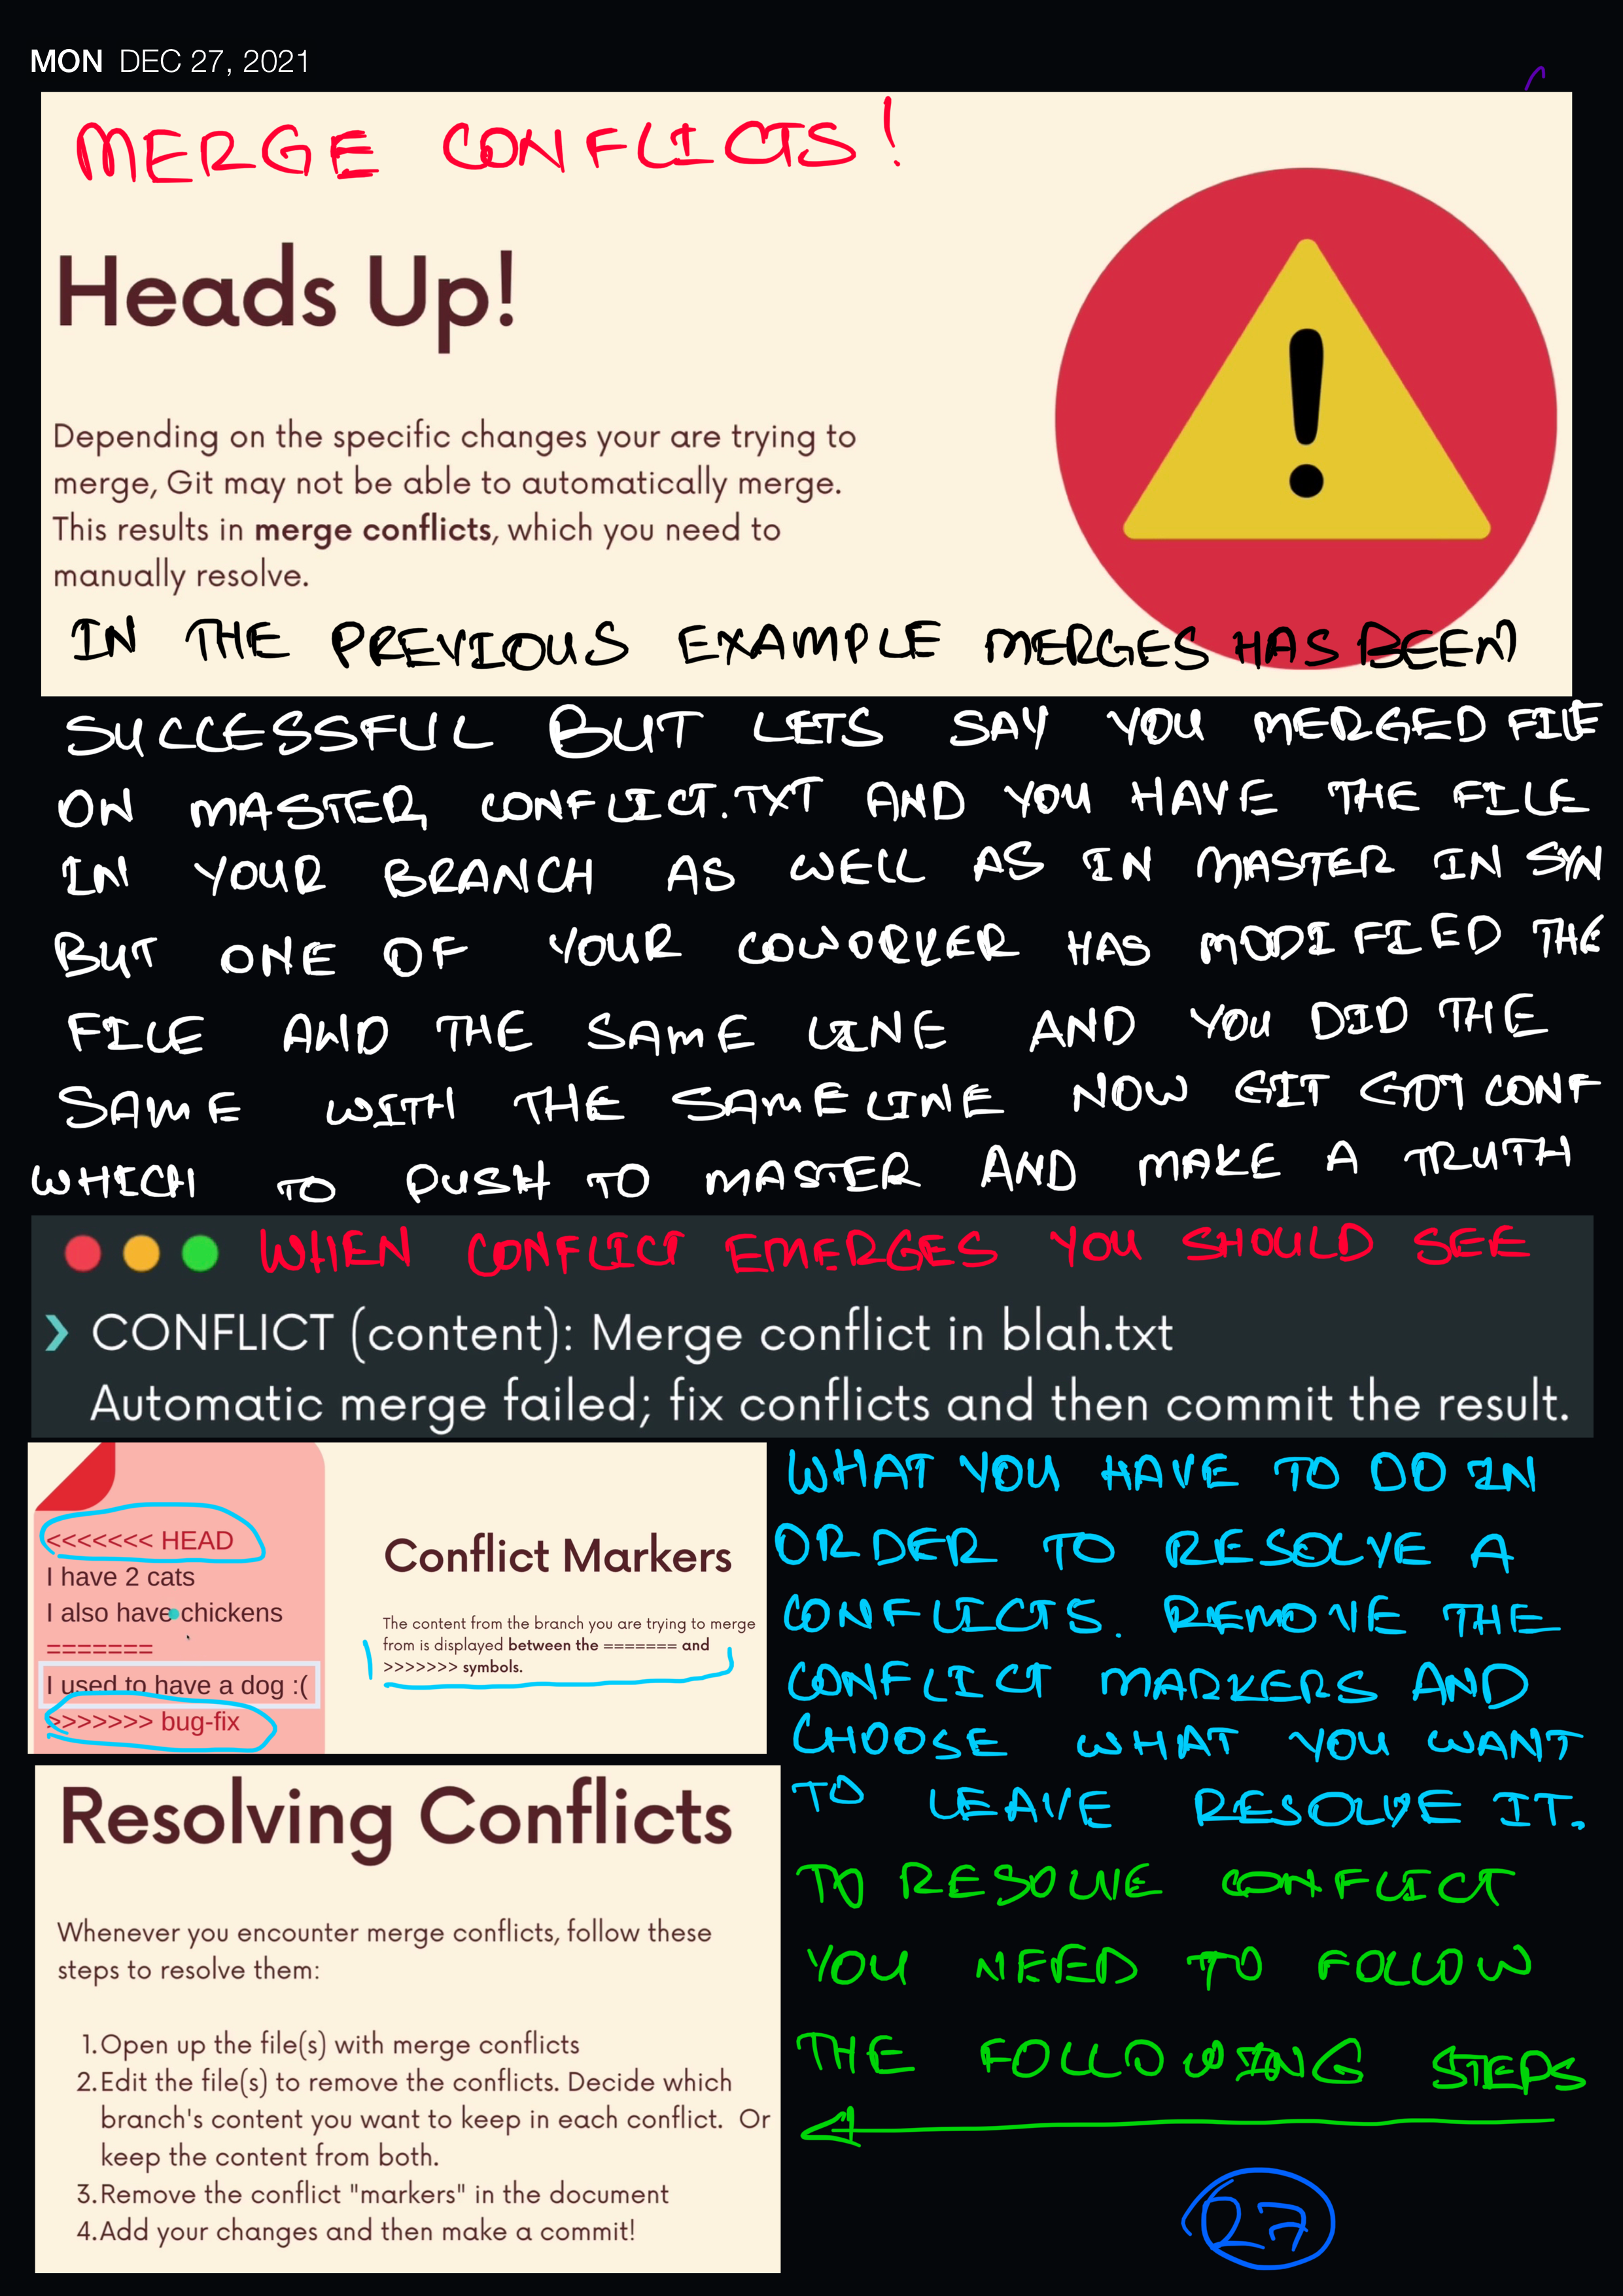 MON DEC 27, 2021
MERGE CONFLICTS!
Heads Up!
Depending on the specific changes your are trying to
merge, Git may not be able to automatically merge.
This results in merge conflicts, which you need to
manually resolve.
IN THE PREVIOUS EXAMPLE MERGES HAS BEEN
SUCCESSFUL BUT LETS SAY YOU MERGED FILE
ON MASTER CONFLICT.TXT AND YOU HAVE THE FILE
IN YOUR BRANCH AS WELL AS IN MASTER IN SYN
BUT ONE OF YOUR COWORKER HAS MODIFIED THE
FILE AND THE SAME LINE AND YOU DID THE
SAME WITH THE SAME LINE NOW GIT GOT CONF
WHICH TO PUSH TO MASTER AND MAKE A TRUTH
WHEN CONFLICT EMERGES YOU SHOULD SEE
❯ CONFLICT (content): Merge conflict in blah.txt
Automatic merge failed; fix conflicts and then commit the result.
<<<<<<< HEAD
I have 2 cats
I also have chickens
=======
I used to have a dog :(
>>>>>>> bug-fix
Conflict Markers
The content from the branch you are trying to merge
from is displayed between the ======= and
>>>>>>> symbols.
WHAT YOU HAVE TO DO IN
ORDER TO RESOLVE A
CONFLICTS. REMOVE THE
CONFLICT MARKERS AND
CHOOSE WHAT YOU WANT
TO LEAVE RESOLVE IT.
Resolving Conflicts
Whenever you encounter merge conflicts, follow these
steps to resolve them:
1.Open up the file(s) with merge conflicts
2.Edit the file(s) to remove the conflicts. Decide which
branch's content you want to keep in each conflict. Or
keep the content from both.
3.Remove the conflict "markers" in the document
4.Add your changes and then make a commit!
TO RESOLVE CONFLICT
YOU NEED TO FOLLOW
THE FOLLOWING STEPS
27